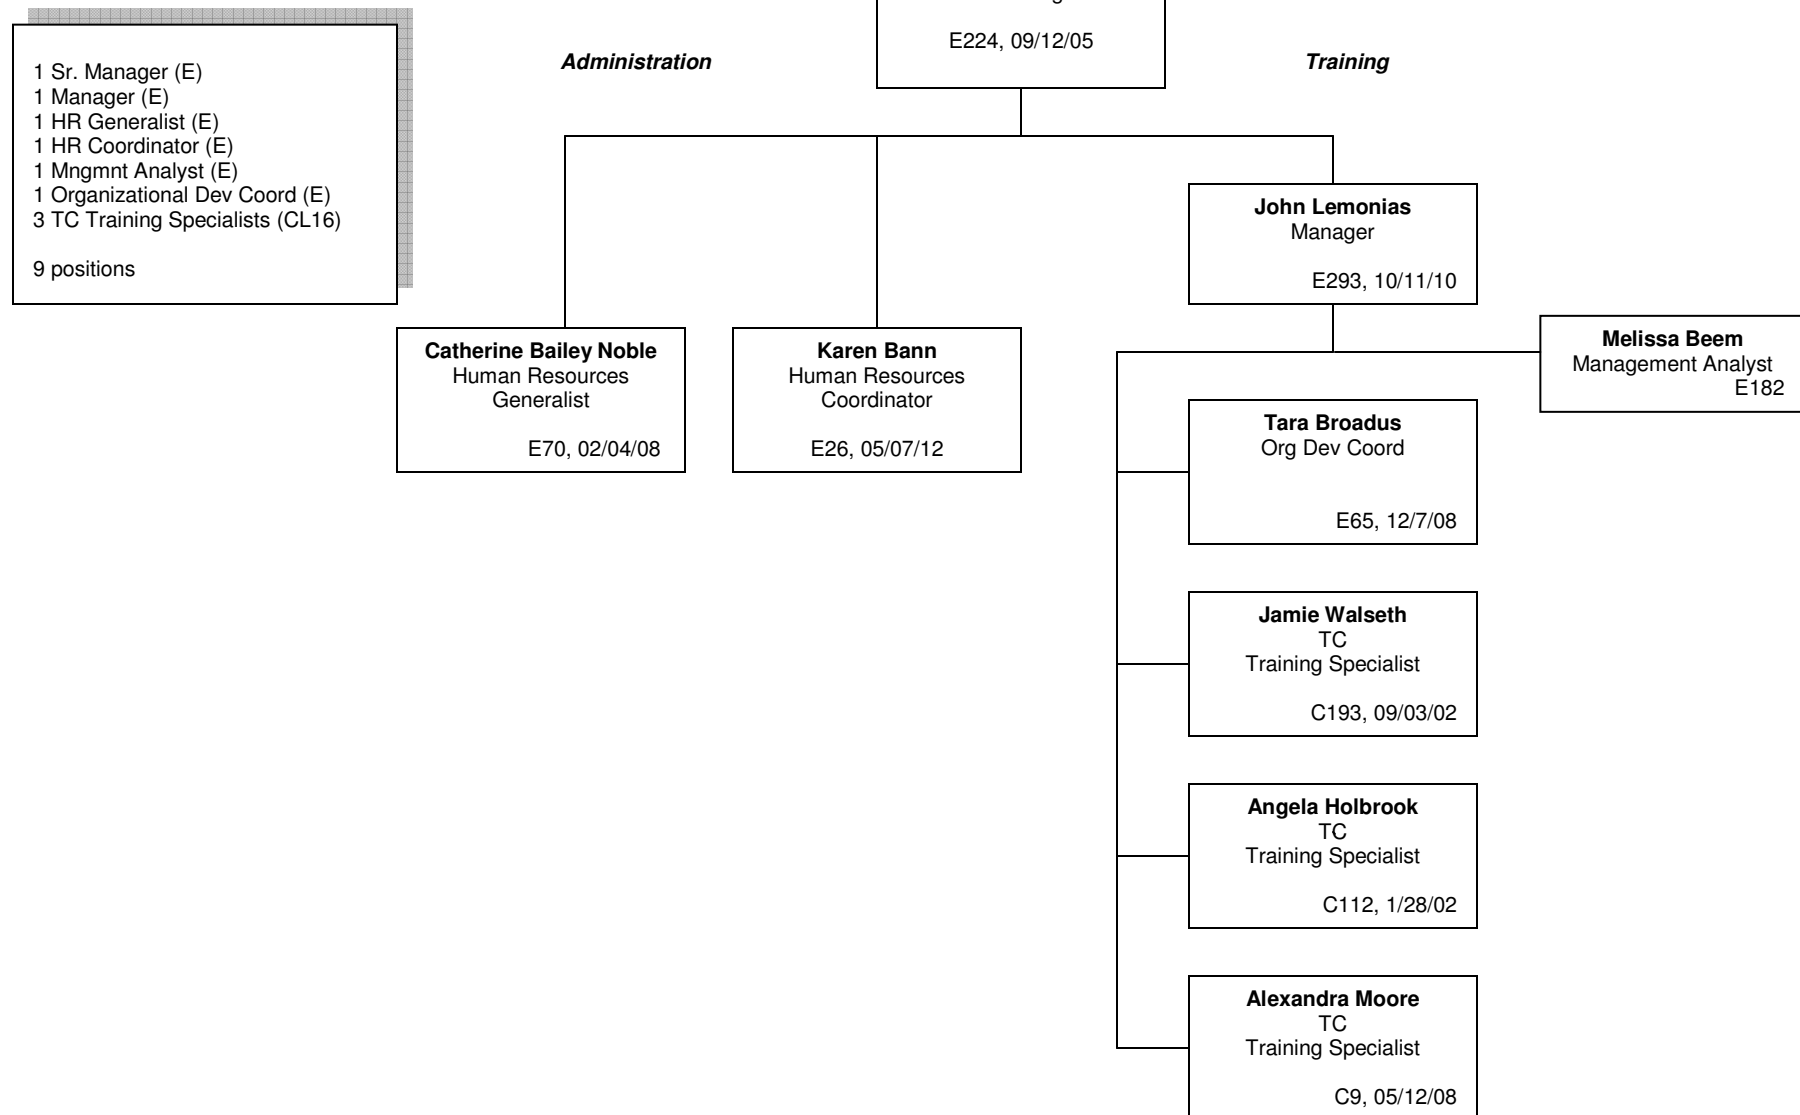 E224, 09/12/05
Administration
Training
1 Sr. Manager (E)
1 Manager (E)
1 HR Generalist (E)
1 HR Coordinator (E)
1 Mngmnt Analyst (E)
1 Organizational Dev Coord (E)
3 TC Training Specialists (CL16)
9 positions
John Lemonias
Manager
E293, 10/11/10
Catherine Bailey Noble
Human Resources
Generalist
E70, 02/04/08
Karen Bann
Human Resources
Coordinator
E26, 05/07/12
Melissa Beem
Management Analyst
E182
Tara Broadus
Org Dev Coord
E65, 12/7/08
Jamie Walseth
TC
Training Specialist
C193, 09/03/02
Angela Holbrook
TC
Training Specialist
C112, 1/28/02
Alexandra Moore
TC
Training Specialist
C9, 05/12/08